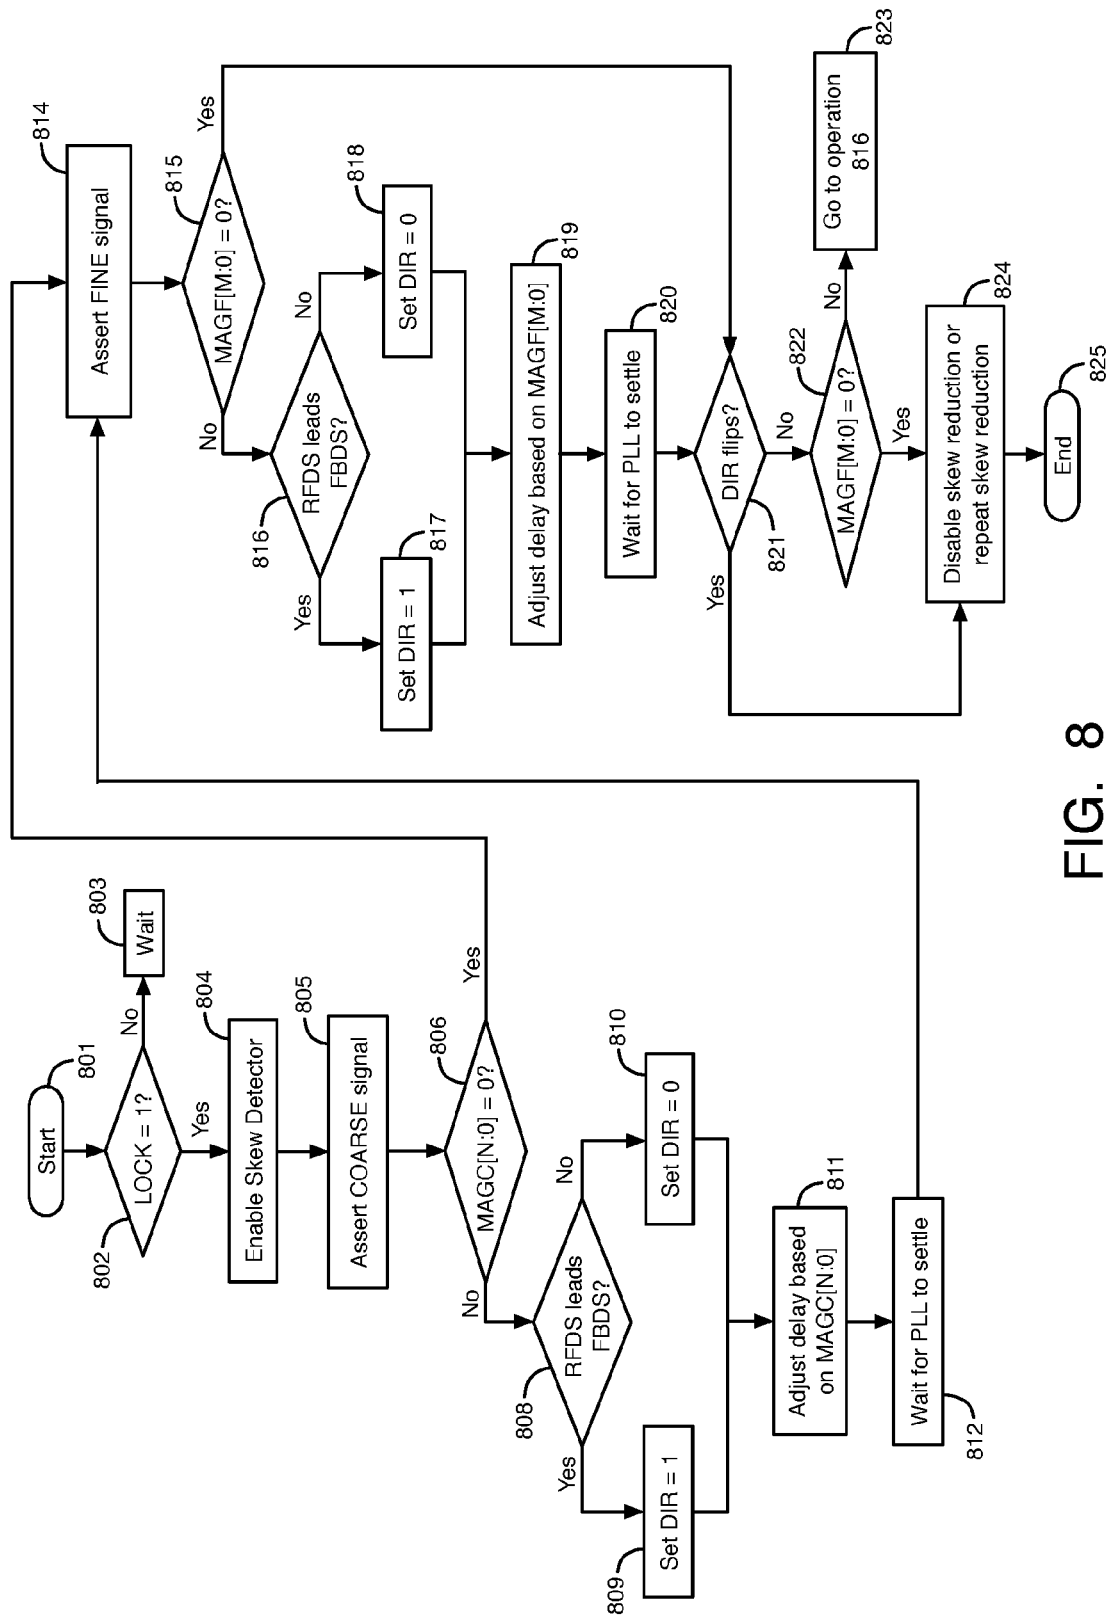 Start
801
LOCK = 1?
802
No
Wait
803
Yes
Enable Skew Detector
804
Assert COARSE signal
805
MAGC[N:0] = 0?
806
Yes
No
RFDS leads
FBDS?
808
Yes
No
Set DIR = 1
809
Set DIR = 0
810
Adjust delay based
on MAGC[N:0]
811
Wait for PLL to settle
812
Assert FINE signal
814
MAGF[M:0] = 0?
815
Yes
No
RFDS leads
FBDS?
816
Yes
No
Set DIR = 1
817
Set DIR = 0
818
Adjust delay based on MAGF[M:0]
819
Wait for PLL to settle
820
DIR flips?
821
Yes
No
MAGF[M:0] = 0?
822
No
Go to operation
816
823
Yes
Disable skew reduction or
repeat skew reduction
824
End
825
FIG. 8